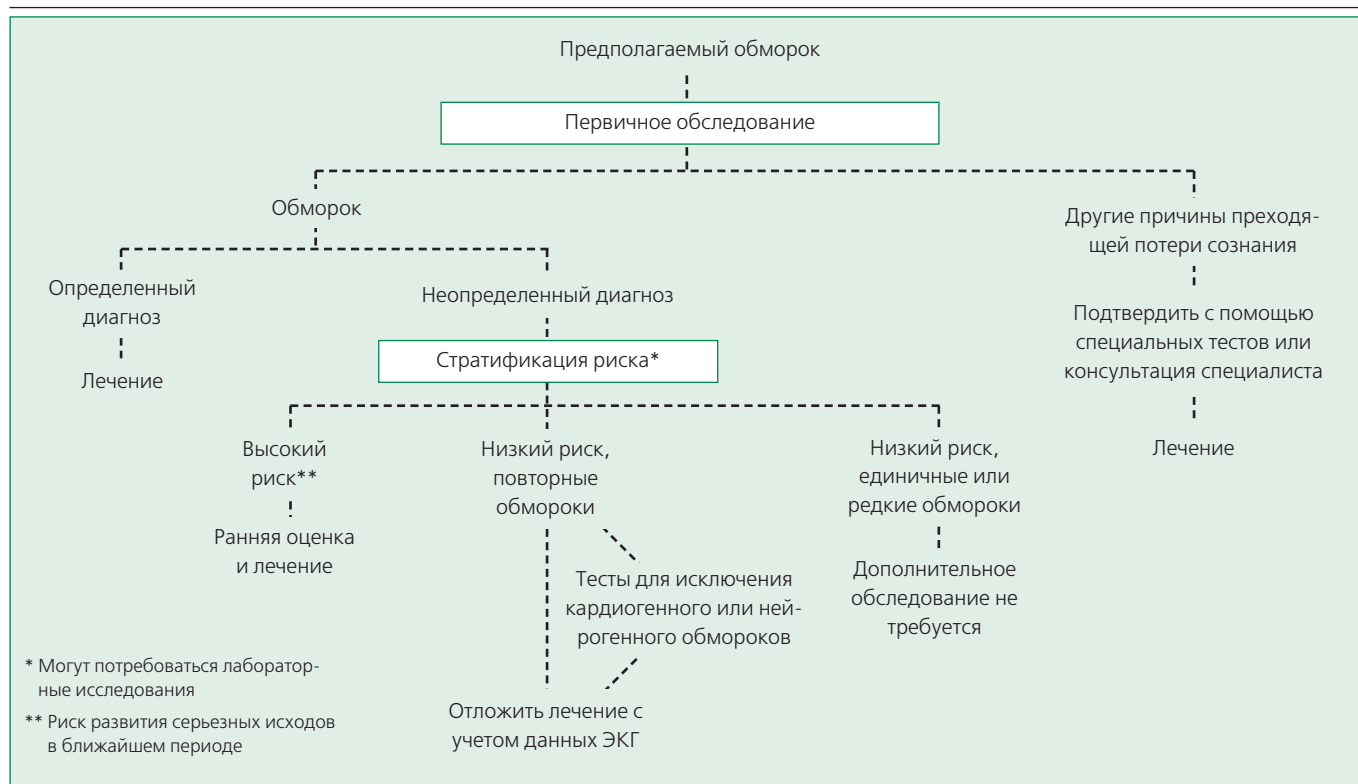 Предполагаемый обморок
Первичное обследование
Обморок
Другие причины преходя-
щей потери сознания
Определенный
диагноз
Неопределенный диагноз
Подтвердить с помощью
специальных тестов или
консультация специалиста
Стратификация риска*
Лечение
Высокий
риск**
Низкий риск,
повторные
обмороки
Низкий риск,
единичные или
редкие обмороки
Лечение
Ранняя оценка
и лечение
Тесты для исключения
кардиогенного или ней-
рогенного обмороков
Дополнительное
обследование не
требуется
* Могут потребоваться лаборатор-
ные исследования
** Риск развития серьезных исходов
в ближайшем периоде
Отложить лечение с
учетом данных ЭКГ